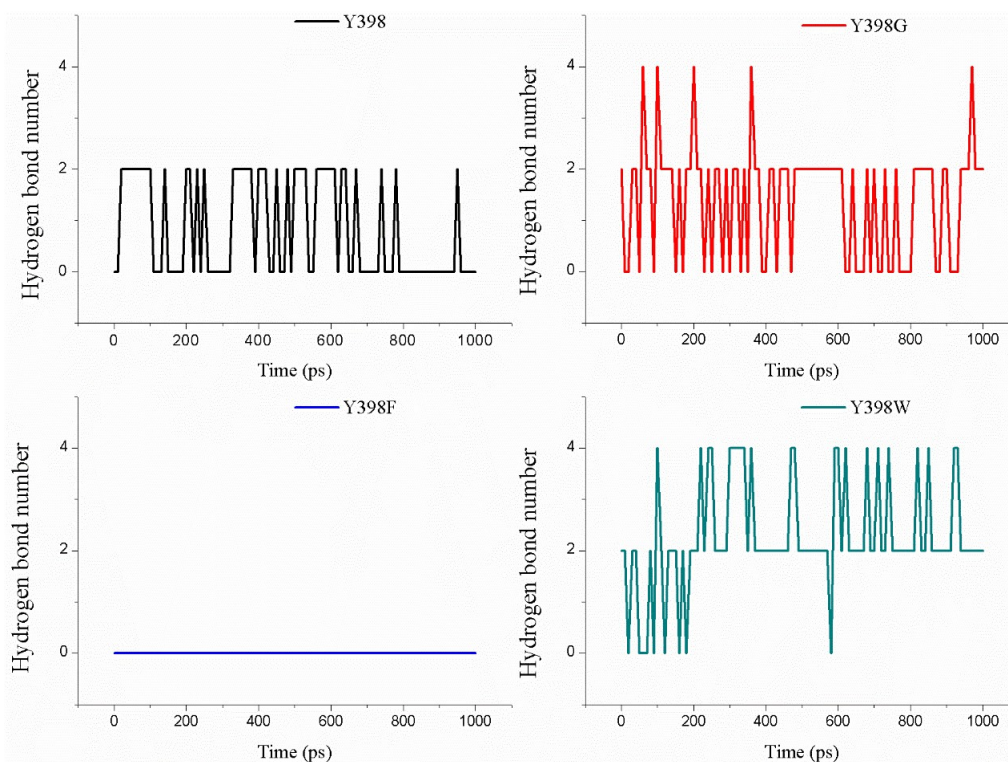 Y398
Hydrogen bond number
4
2
0
0 200 400 600 800 1000
Time (ps)
Y398G
Hydrogen bond number
4
2
0
0 200 400 600 800 1000
Time (ps)
Y398F
Hydrogen bond number
4
2
0
0 200 400 600 800 1000
Time (ps)
Y398W
Hydrogen bond number
4
2
0
0 200 400 600 800 1000
Time (ps)